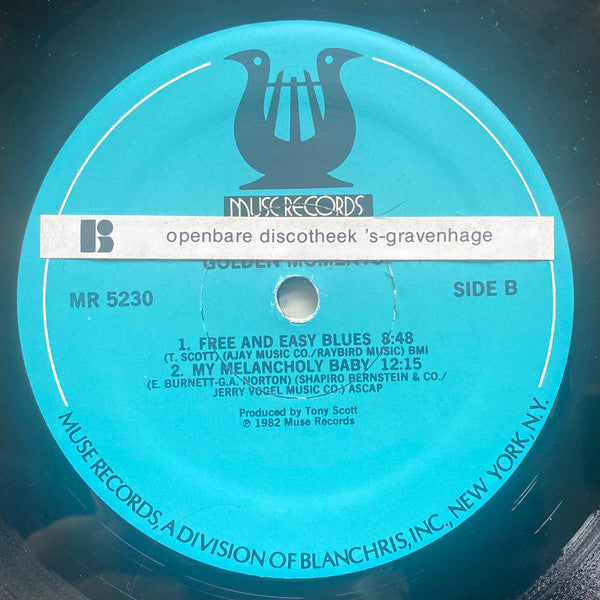 MUSE RECORDS
openbare discotheek 's-gravenhage
GOLDEN MOMENTS
MR 5230
SIDE B
1. FREE AND EASY BLUES 8:48
(T. SCOTT) (AJAY MUSIC CO./RAYBIRD MUSIC) BMI
2. MY MELANCHOLY BABY 12:15
(E. BURNETT-G.A. NORTON) (SHAPIRO BERNSTEIN & CO./
JERRY VOGEL MUSIC CO.) ASCAP
Produced by Tony Scott
℗ 1982 Muse Records
MUSE RECORDS, A DIVISION OF BLANCHRIS, INC., NEW YORK, N.Y.